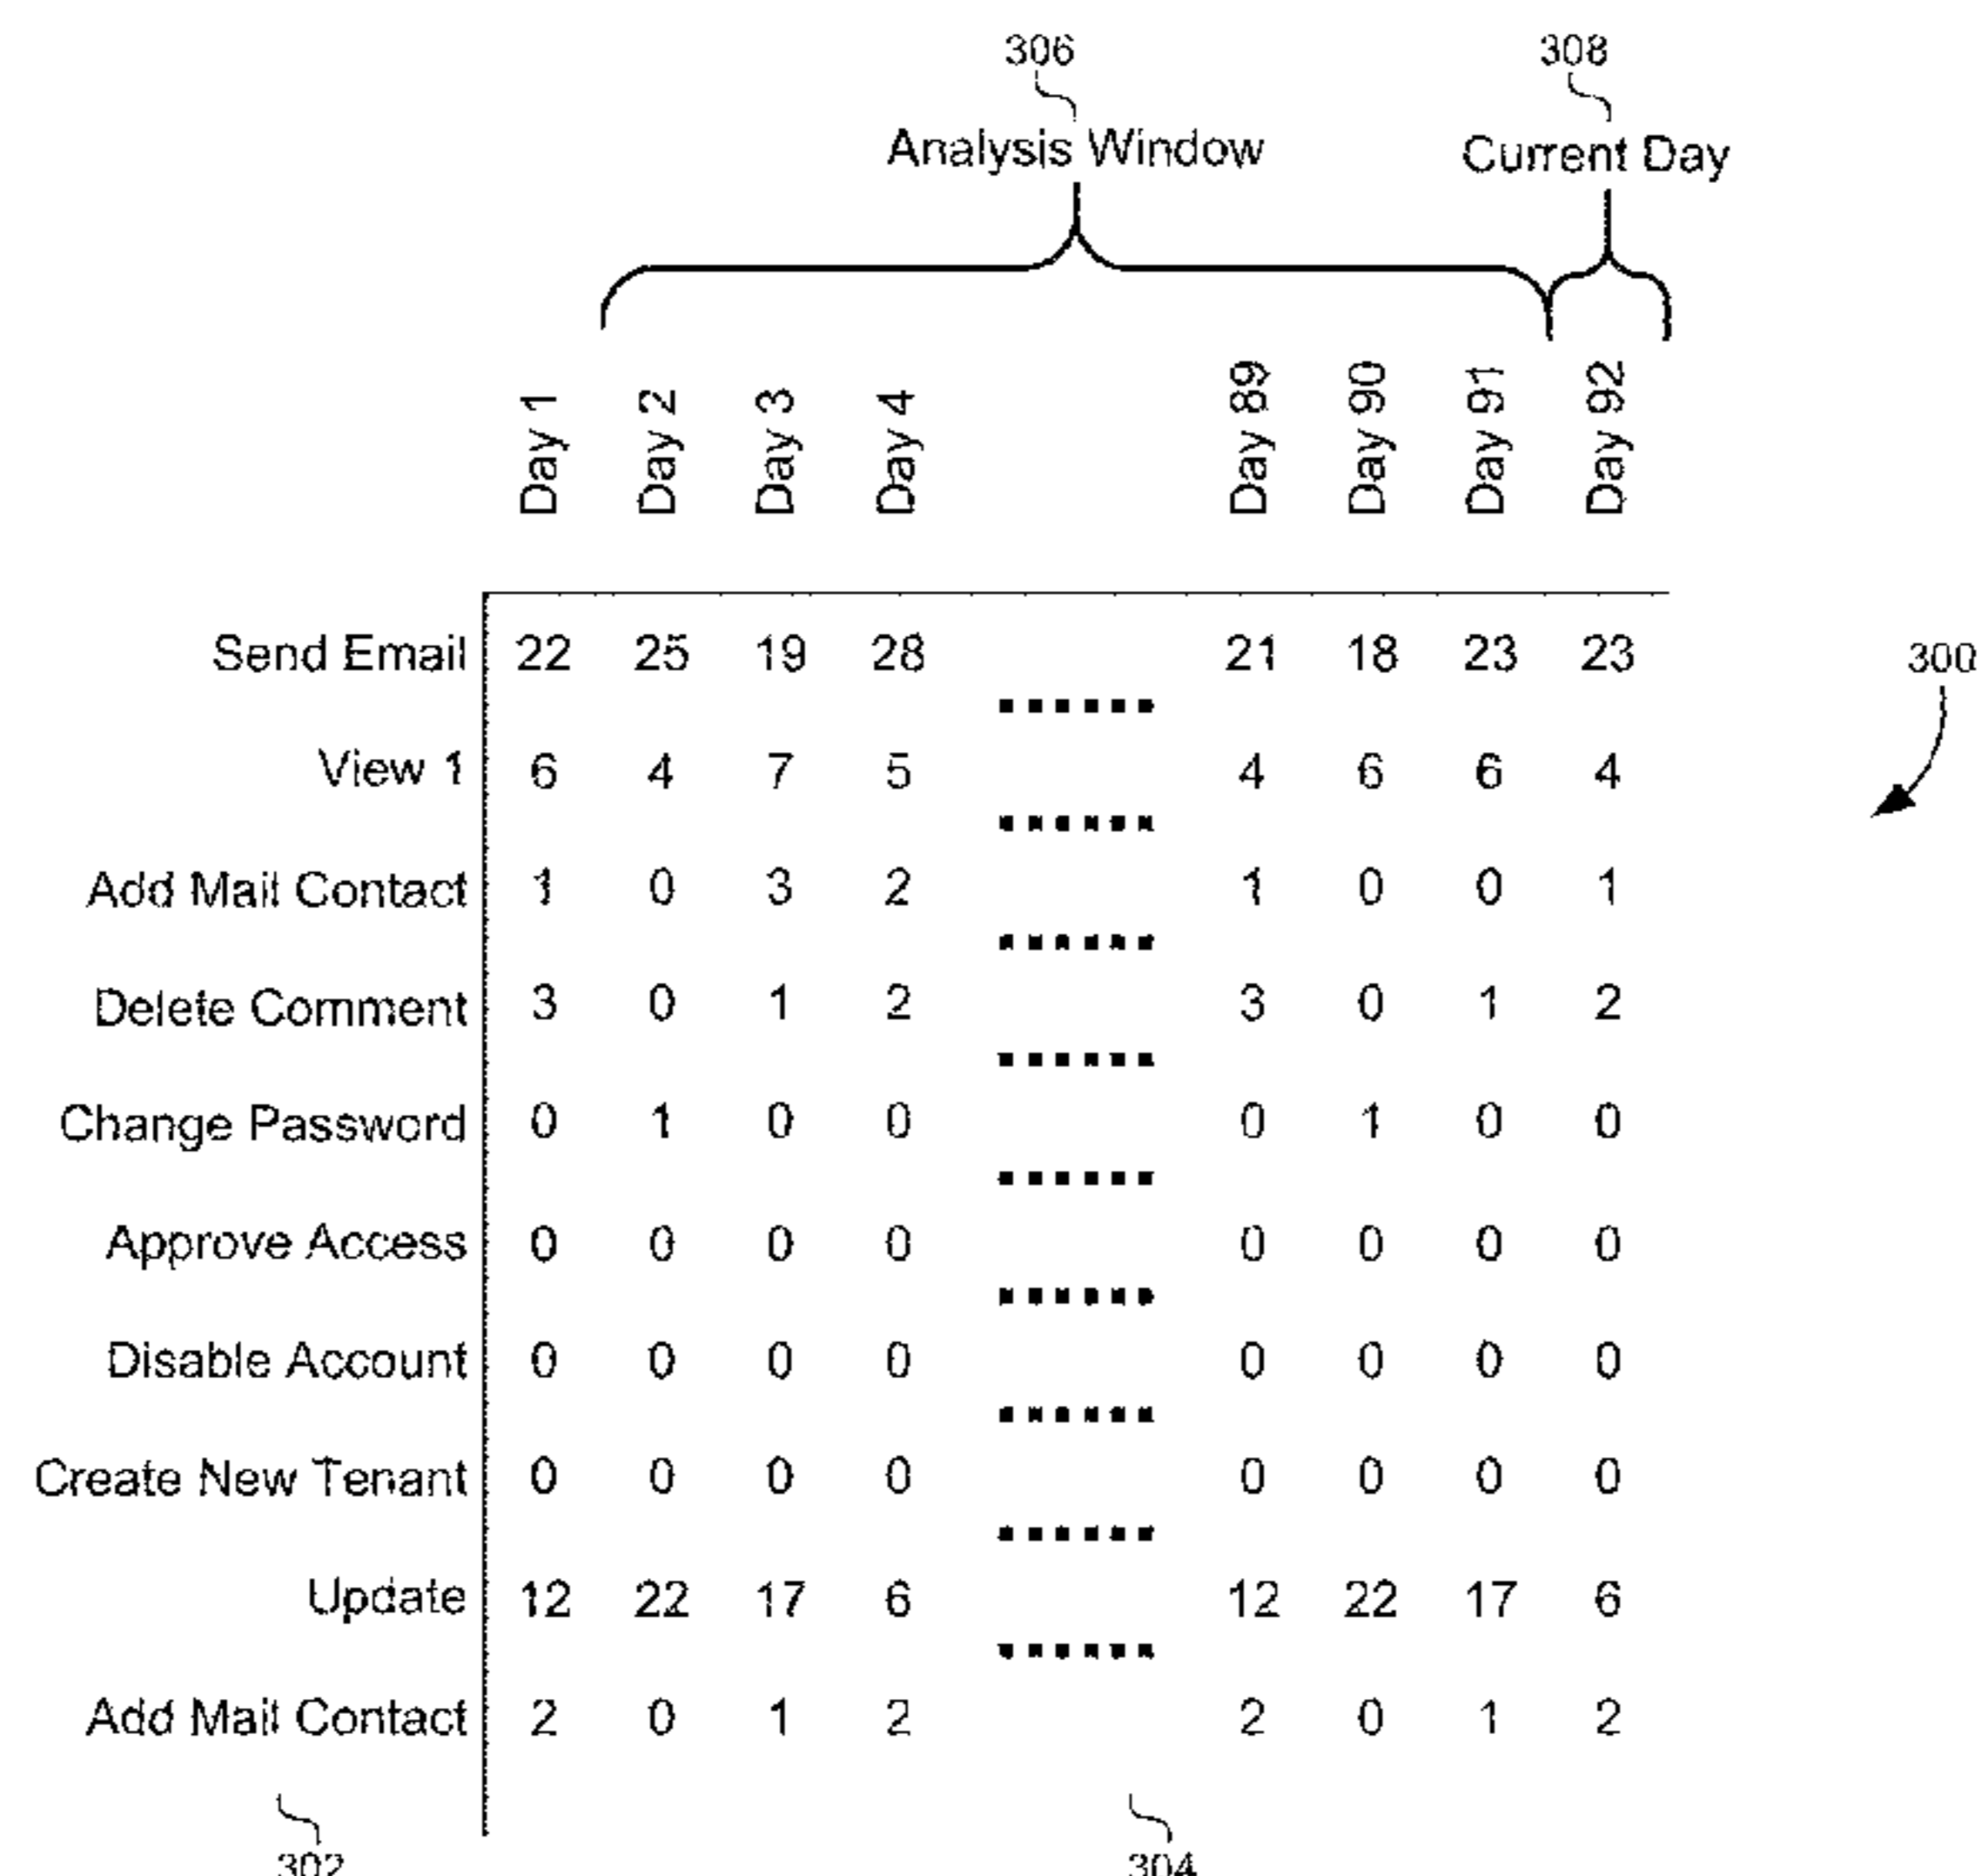 306 308
Analysis Window Current Day
Day 1 Day 2 Day 3 Day 4 Day 89 Day 90 Day 91 Day 92
Send Email 22 25 19 28 21 18 23 23
300
View 1 6 4 7 5 4 6 6 4
Add Mail Contact 1 0 3 2 1 0 0 1
Delete Comment 3 0 1 2 3 0 1 2
Change Password 0 1 0 0 0 1 0 0
Approve Access 0 0 0 0 0 0 0 0
Disable Account 0 0 0 0 0 0 0 0
Create New Tenant 0 0 0 0 0 0 0 0
Update 12 22 17 6 12 22 17 6
Add Mail Contact 2 0 1 2 2 0 1 2
302 304